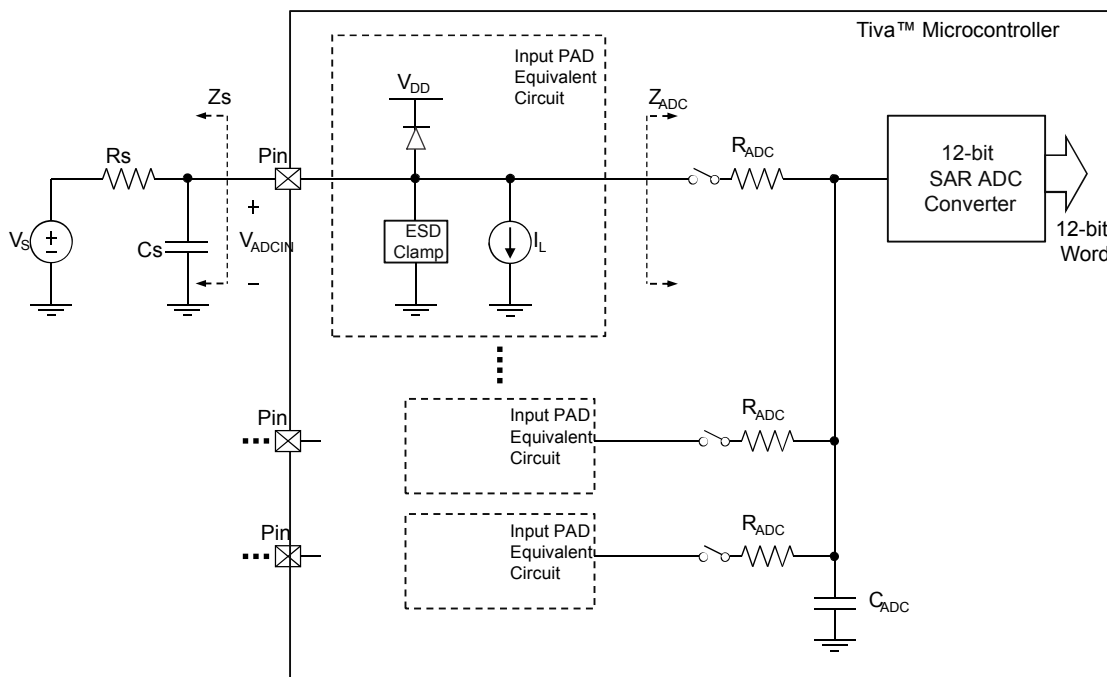 Tiva™ Microcontroller
Input PAD
Equivalent
Circuit
VDD
Zs
ZADC
Rs
Pin
RADC
12-bit
SAR ADC
Converter
VS
+
−
Cs
+
VADCIN
−
ESD
Clamp
IL
12-bit
Word
Pin
Input PAD
Equivalent
Circuit
RADC
Pin
Input PAD
Equivalent
Circuit
RADC
CADC